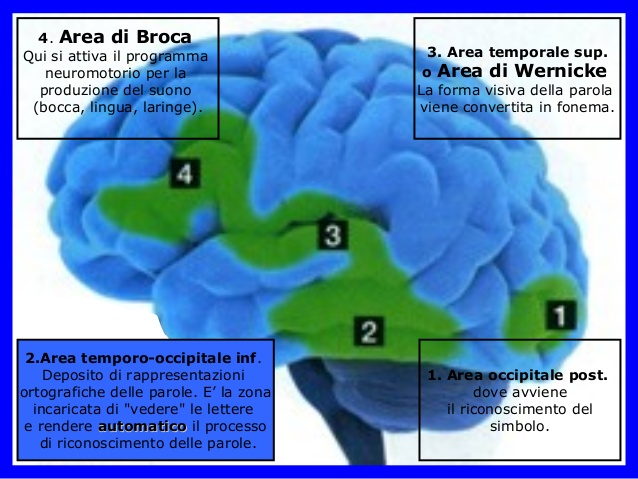 4. Area di Broca
Qui si attiva il programma
neuromotorio per la
produzione del suono
(bocca, lingua, laringe).
3. Area temporale sup.
o Area di Wernicke
La forma visiva della parola
viene convertita in fonema.
4
3
2
1
2.Area temporo-occipitale inf.
Deposito di rappresentazioni
ortografiche delle parole. E’ la zona
incaricata di "vedere" le lettere
e rendere automatico il processo
di riconoscimento delle parole.
1. Area occipitale post.
dove avviene
il riconoscimento del
simbolo.